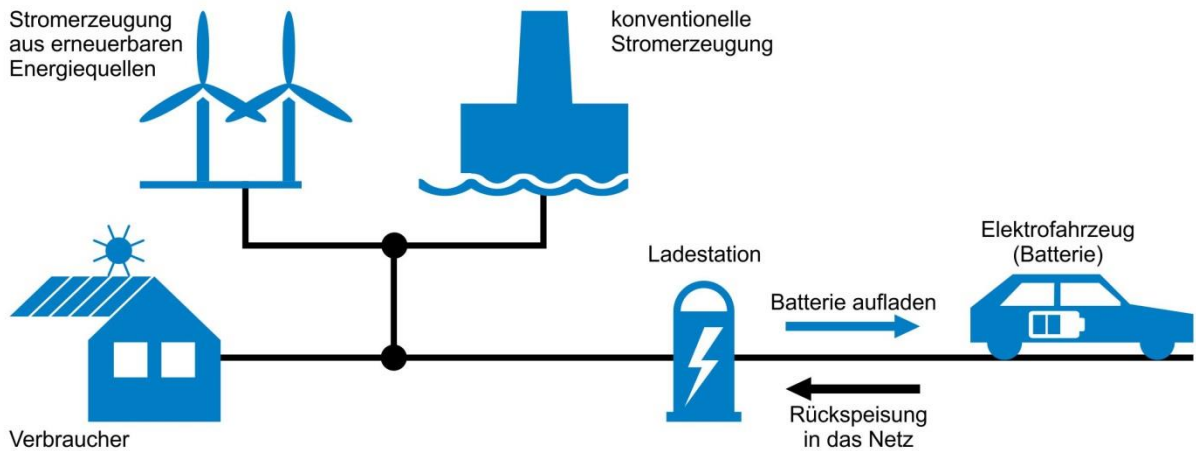 Stromerzeugung
aus erneuerbaren
Energiequellen
konventionelle
Stromerzeugung
Ladestation
Elektrofahrzeug
(Batterie)
Batterie aufladen
Rückspeisung
in das Netz
Verbraucher